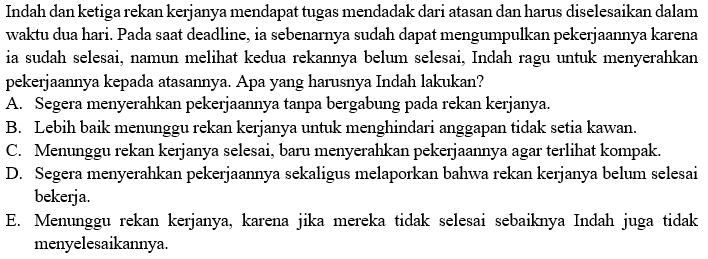 Indah dan ketiga rekan kerjanya mendapat tugas mendadak dari atasan dan harus diselesaikan dalam
waktu dua hari. Pada saat deadline, ia sebenarnya sudah dapat mengumpulkan pekerjaannya karena
ia sudah selesai, namun melihat kedua rekannya belum selesai, Indah ragu untuk menyerahkan
pekerjaannya kepada atasannya. Apa yang harusnya Indah lakukan?
A. Segera menyerahkan pekerjaannya tanpa bergabung pada rekan kerjanya.
B. Lebih baik menunggu rekan kerjanya untuk menghindari anggapan tidak setia kawan.
C. Menunggu rekan kerjanya selesai, baru menyerahkan pekerjaannya agar terlihat kompak.
D. Segera menyerahkan pekerjaannya sekaligus melaporkan bahwa rekan kerjanya belum selesai
bekerja.
E. Menunggu rekan kerjanya, karena jika mereka tidak selesai sebaiknya Indah juga tidak
menyelesaikannya.